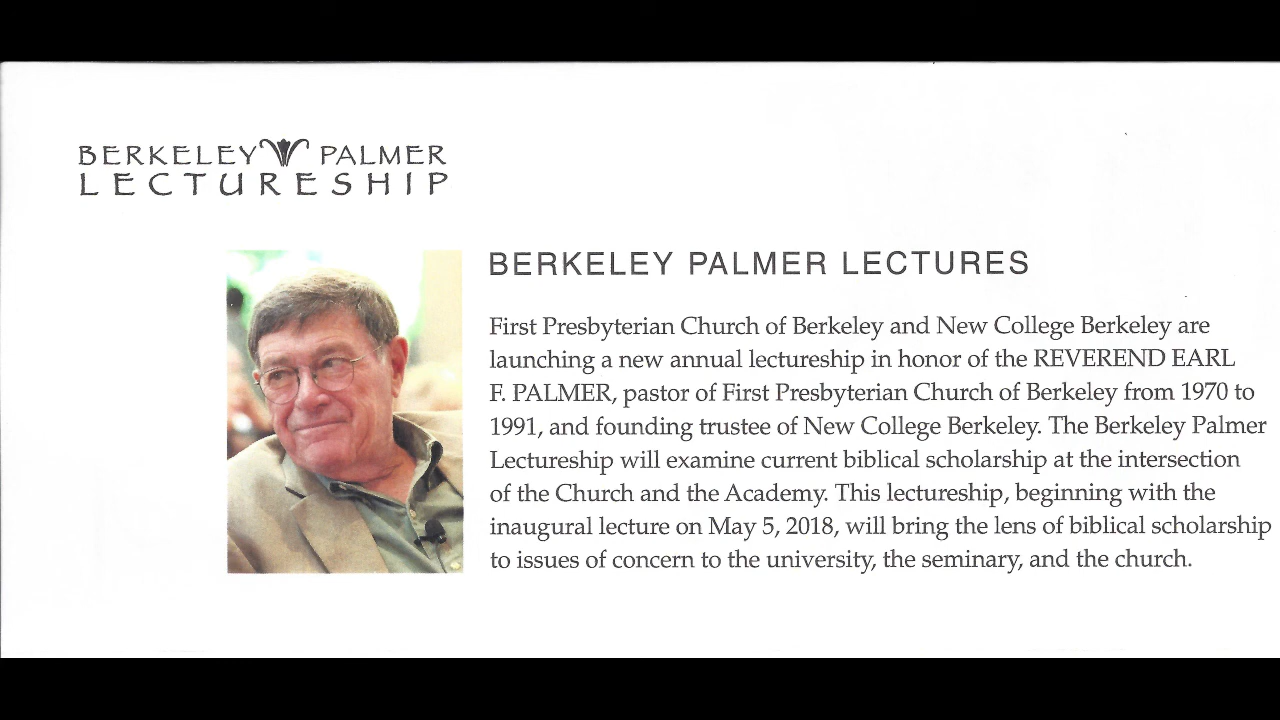 BERKELEY PALMER
LECTURESHIP
BERKELEY PALMER LECTURES
First Presbyterian Church of Berkeley and New College Berkeley are
launching a new annual lectureship in honor of the REVEREND EARL
F. PALMER, pastor of First Presbyterian Church of Berkeley from 1970 to
1991, and founding trustee of New College Berkeley. The Berkeley Palmer
Lectureship will examine current biblical scholarship at the intersection
of the Church and the Academy. This lectureship, beginning with the
inaugural lecture on May 5, 2018, will bring the lens of biblical scholarship
to issues of concern to the university, the seminary, and the church.